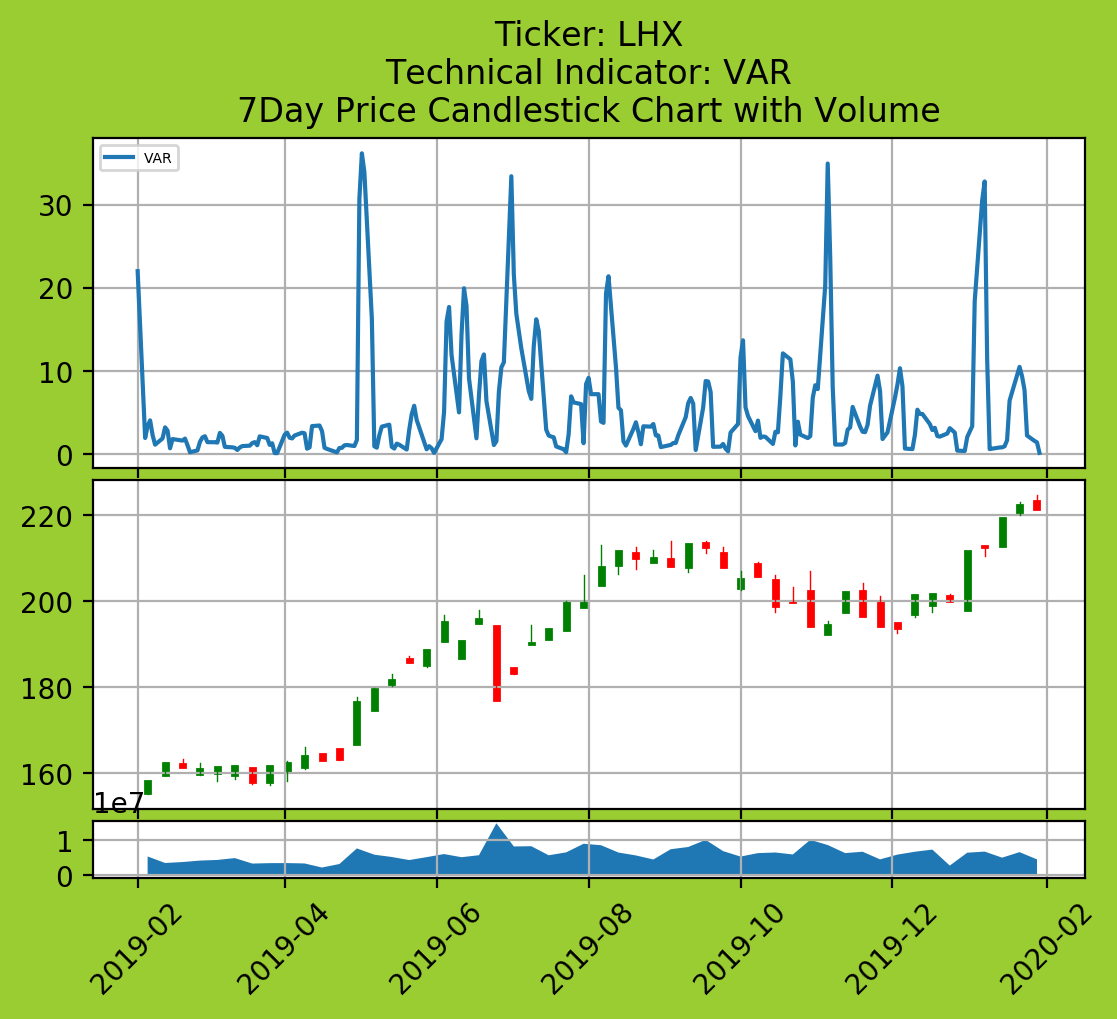 Ticker: LHX
Technical Indicator: VAR
7Day Price Candlestick Chart with Volume
VAR
30
20
10
0
220
200
180
160
1e7
1
0
2019-02 2019-04 2019-06 2019-08 2019-10 2019-12 2020-02